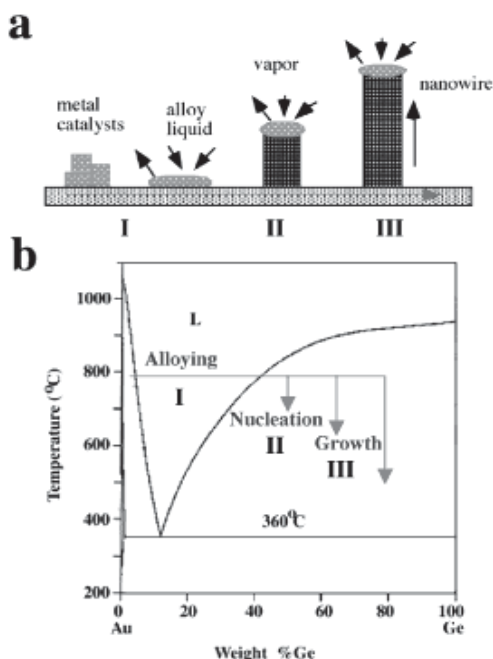 a
vapor
nanowire
metal
catalysts
alloy
liquid
I II III
b
1000
800
600
400
200
Temperature (°C)
L
Alloying
I
Nucleation
II
Growth
III
360°C
0 20 40 60 80 100
Au Ge
Weight %Ge